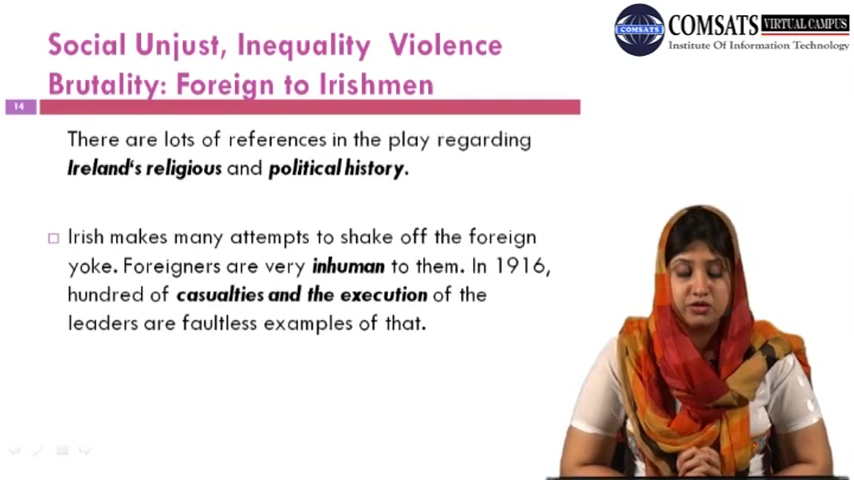 Social Unjust, Inequality Violence
Brutality: Foreign to Irishmen
COMSATS VIRTUAL CAMPUS
COMSATS
Institute Of Information Technology
14
There are lots of references in the play regarding
Ireland‘s religious and political history.
Irish makes many attempts to shake off the foreign
yoke. Foreigners are very inhuman to them. In 1916,
hundred of casualties and the execution of the
leaders are faultless examples of that.